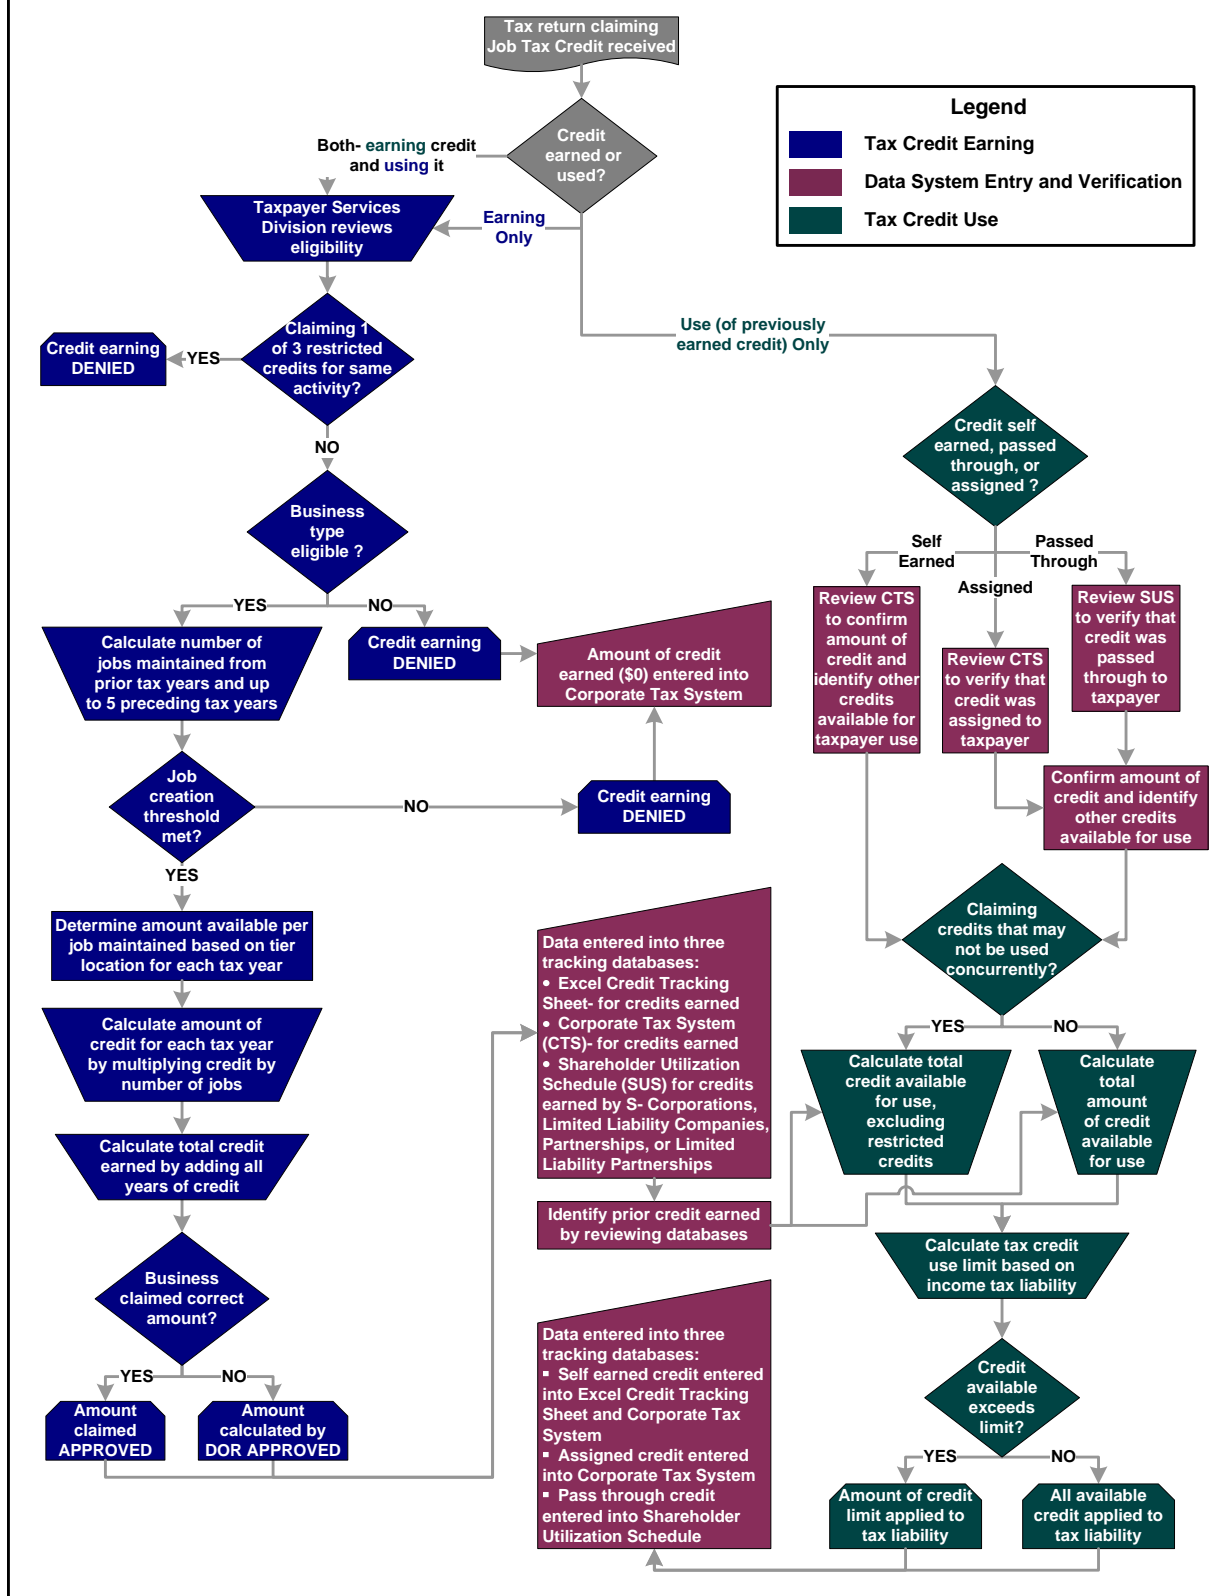 Tax return claiming
Job Tax Credit received
Legend
Tax Credit Earning
Data System Entry and Verification
Tax Credit Use
Credit
earned or
used?
Both- earning credit
and using it
Earning
Only
Taxpayer Services
Division reviews
eligibility
Use (of previously
earned credit) Only
Claiming 1
of 3 restricted
credits for same
activity?
YES
Credit earning
DENIED
NO
Business
type
eligible ?
YES
NO
Credit earning
DENIED
Amount of credit
earned ($0) entered into
Corporate Tax System
Calculate number of
jobs maintained from
prior tax years and up
to 5 preceding tax years
Job
creation
threshold
met?
NO
Credit earning
DENIED
YES
Determine amount available per
job maintained based on tier
location for each tax year
Calculate amount of
credit for each tax year
by multiplying credit by
number of jobs
Calculate total credit
earned by adding all
years of credit
Business
claimed correct
amount?
YES
NO
Amount
claimed
APPROVED
Amount
calculated by
DOR APPROVED
Data entered into three
tracking databases:
• Excel Credit Tracking
Sheet- for credits earned
• Corporate Tax System
(CTS)- for credits earned
• Shareholder Utilization
Schedule (SUS) for credits
earned by S- Corporations,
Limited Liability Companies,
Partnerships, or Limited
Liability Partnerships
Identify prior credit earned
by reviewing databases
Credit self
earned, passed
through, or
assigned ?
Self
Earned
Assigned
Passed
Through
Review CTS
to confirm
amount of
credit and
identify other
credits
available for
taxpayer use
Review CTS
to verify that
credit was
assigned to
taxpayer
Review SUS
to verify that
credit was
passed
through to
taxpayer
Confirm amount of
credit and identify
other credits
available for use
Claiming
credits that may
not be used
concurrently?
YES
NO
Calculate total
credit available
for use,
excluding
restricted
credits
Calculate
total
amount
of credit
available
for use
Calculate tax credit
use limit based on
income tax liability
Credit
available
exceeds
limit?
YES
NO
Amount of credit
limit applied to
tax liability
All available
credit applied to
tax liability
Data entered into three
tracking databases:
▪ Self earned credit entered
into Excel Credit Tracking
Sheet and Corporate Tax
System
▪ Assigned credit entered
into Corporate Tax System
▪ Pass through credit
entered into Shareholder
Utilization Schedule